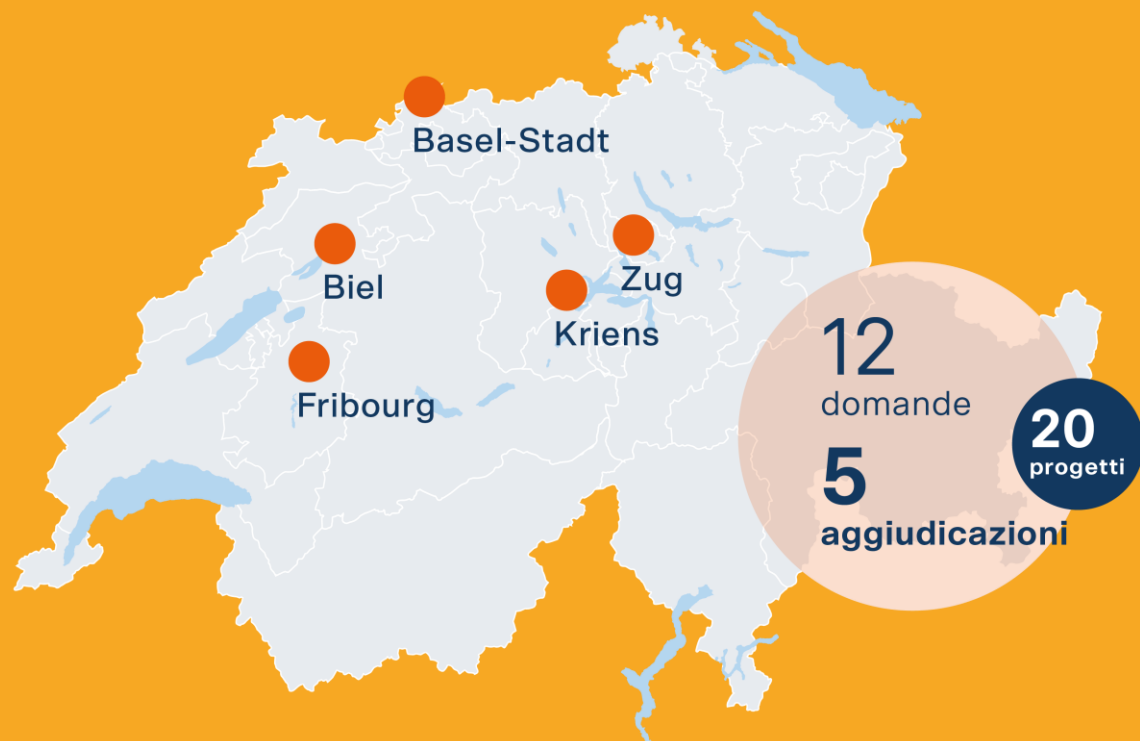 Basel-Stadt
Biel
Zug
Kriens
Fribourg
12
domande
5
aggiudicazioni
20
progetti